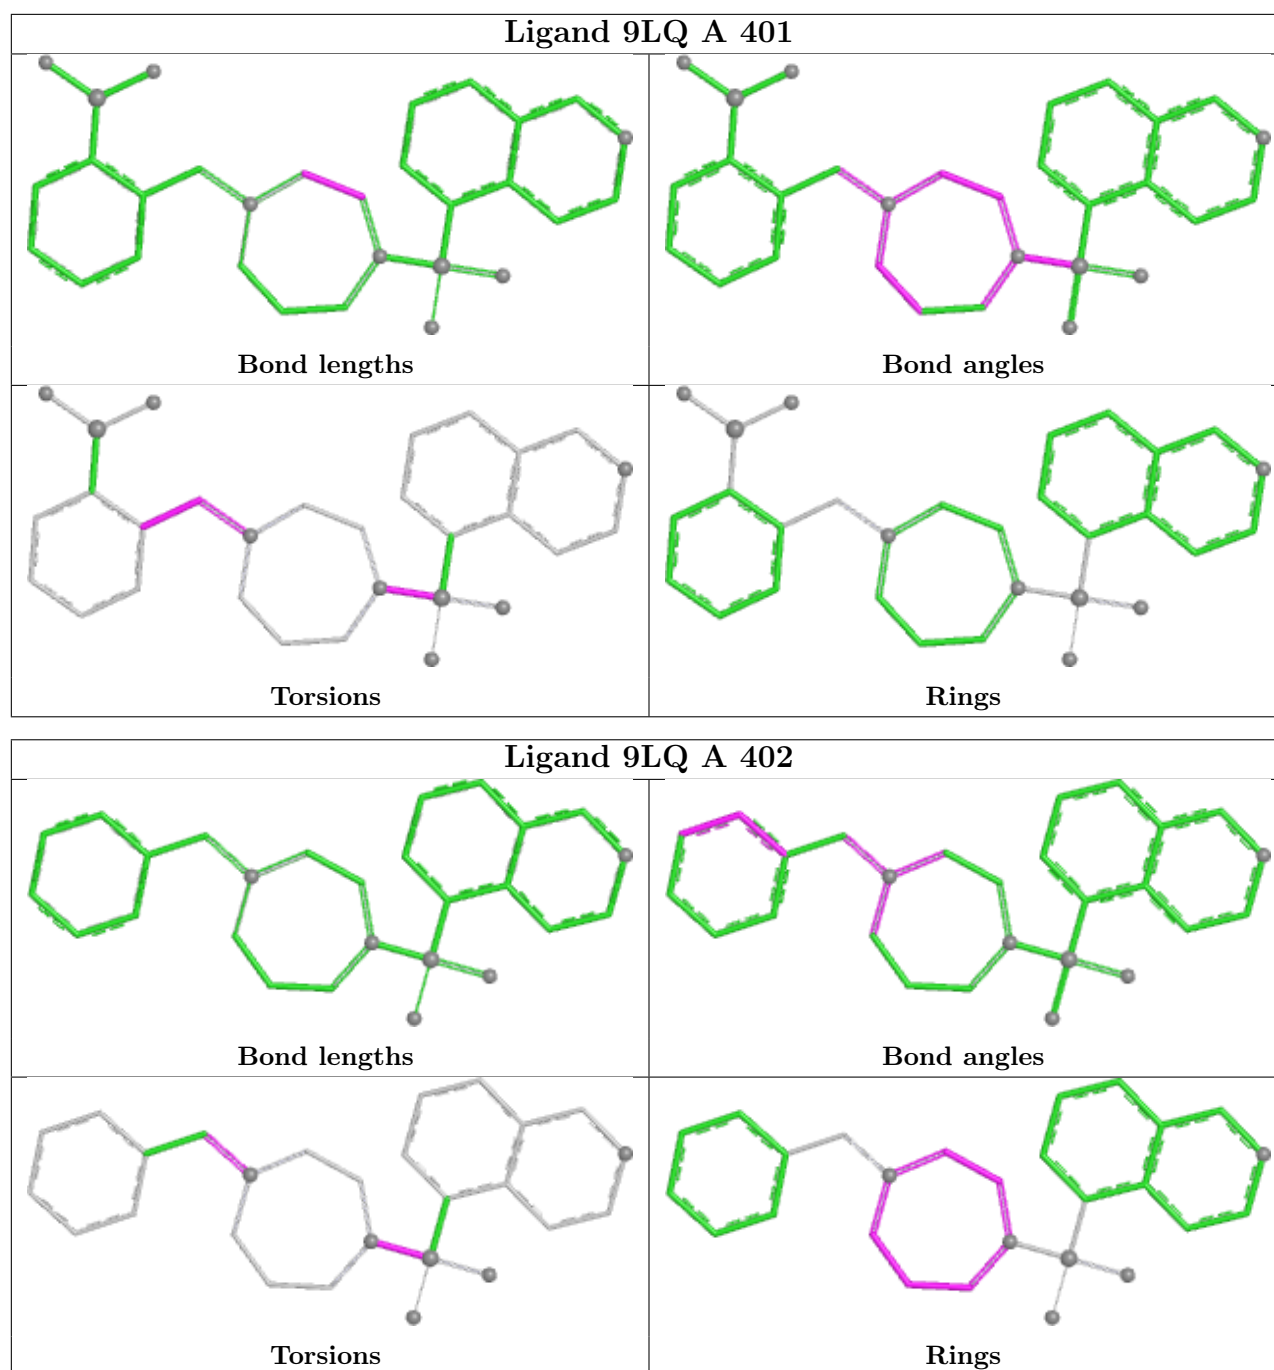 Ligand 9LQ A 401
Bond lengths
Bond angles
Torsions
Rings
Ligand 9LQ A 402
Bond lengths
Bond angles
Torsions
Rings